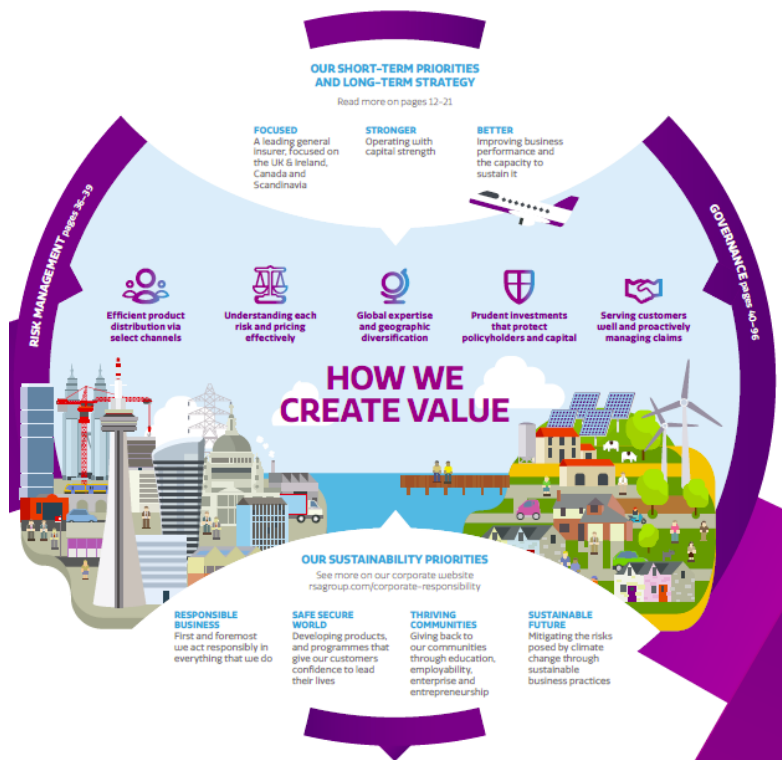 OUR SHORT-TERM PRIORITIES
AND LONG-TERM STRATEGY
Read more on pages 12-21
FOCUSED
A leading general
insurer, focused on
the UK & Ireland,
Canada and
Scandinavia
STRONGER
Operating with
capital strength
BETTER
Improving business
performance and
the capacity to
sustain it
RISK MANAGEMENT pages 36-39
GOVERNANCE pages 40-96
Efficient product
distribution via
select channels
Understanding each
risk and pricing
effectively
Global expertise
and geographic
diversification
Prudent investments
that protect
policyholders and capital
Serving customers
well and proactively
managing claims
HOW WE
CREATE VALUE
OUR SUSTAINABILITY PRIORITIES
See more on our corporate website
rsagroup.com/corporate-responsibility
RESPONSIBLE
BUSINESS
First and foremost
we act responsibly in
everything that we do
SAFE SECURE
WORLD
Developing products,
and programmes that
give our customers
confidence to lead
their lives
THRIVING
COMMUNITIES
Giving back to
our communities
through education,
employability,
enterprise and
entrepreneurship
SUSTAINABLE
FUTURE
Mitigating the risks
posed by climate
change through
sustainable
business practices